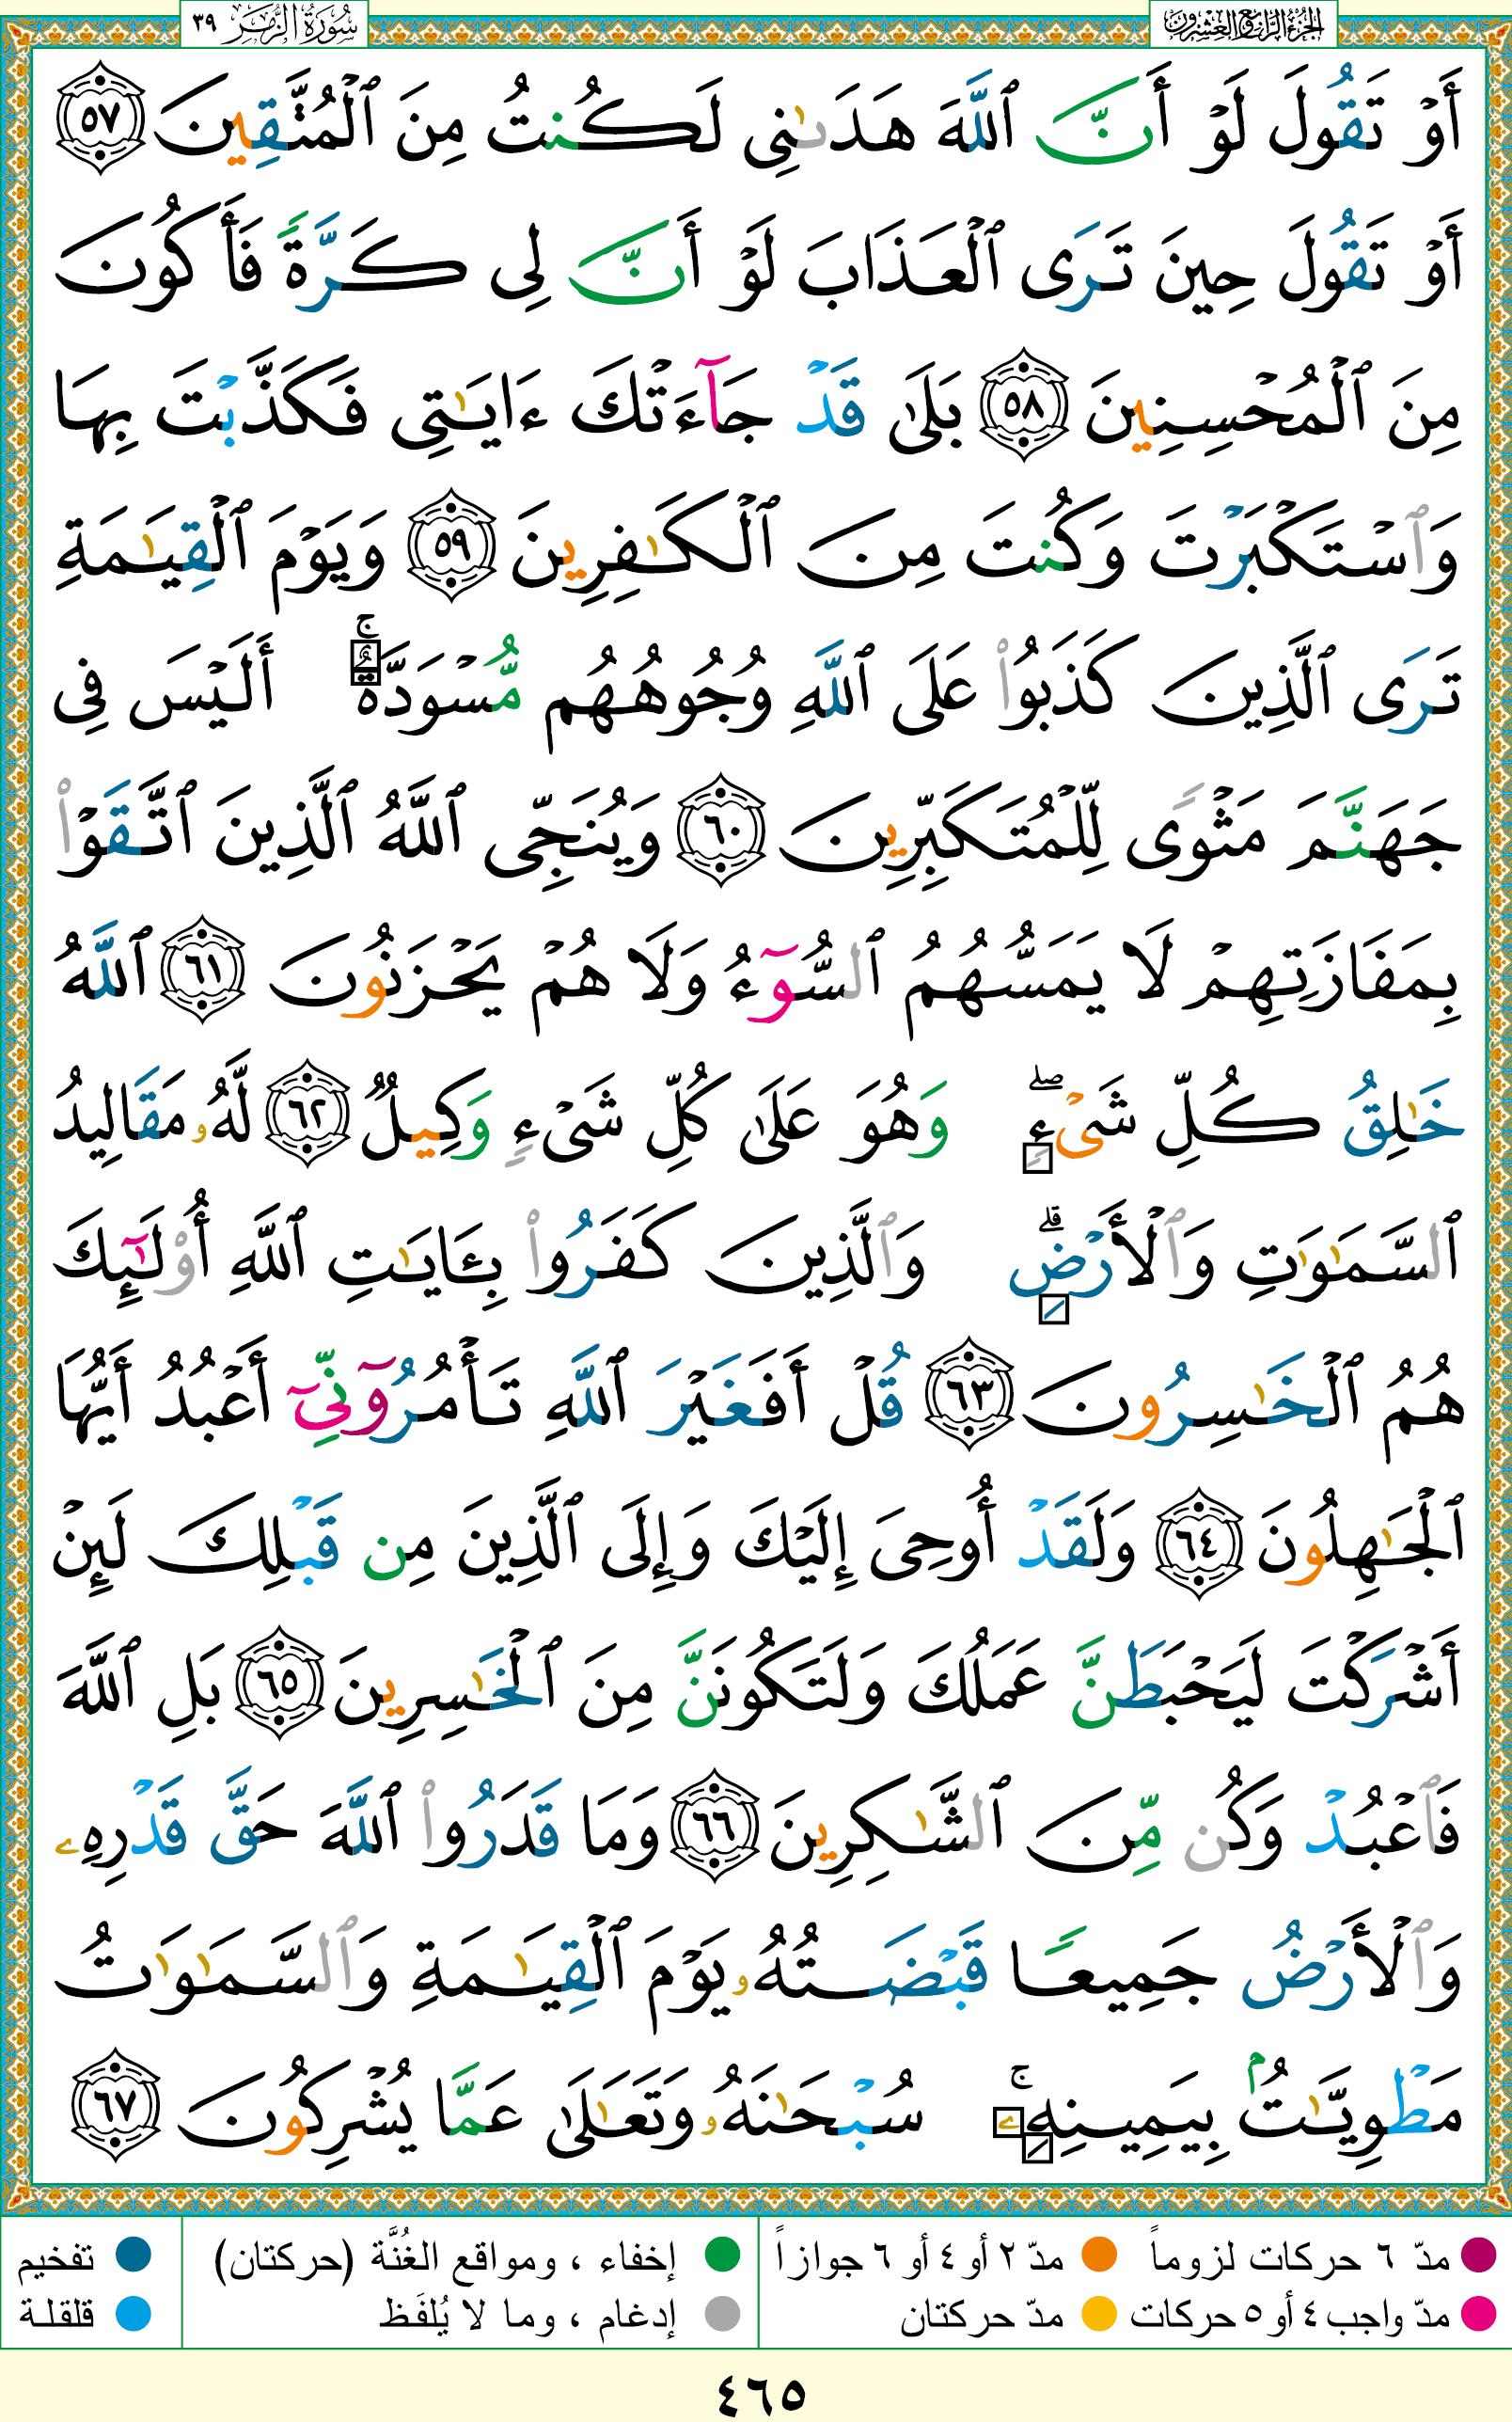 الجزء الرابع والعشرون
سورة الزمر ٣٩
أَوْ تَقُولَ لَوْ أَنَّ ٱللَّهَ هَدَىٰنِى لَكُنتُ مِنَ ٱلْمُتَّقِينَ ٥٧
أَوْ تَقُولَ حِينَ تَرَى ٱلْعَذَابَ لَوْ أَنَّ لِى كَرَّةً فَأَكُونَ
مِنَ ٱلْمُحْسِنِينَ ٥٨ بَلَىٰ قَدْ جَآءَتْكَ ءَايَـٰتِى فَكَذَّبْتَ بِهَا
وَٱسْتَكْبَرْتَ وَكُنتَ مِنَ ٱلْكَـٰفِرِينَ ٥٩ وَيَوْمَ ٱلْقِيَـٰمَةِ
تَرَى ٱلَّذِينَ كَذَبُوا۟ عَلَى ٱللَّهِ وُجُوهُهُم مُّسْوَدَّةٌ ۚ أَلَيْسَ فِى
جَهَنَّمَ مَثْوًى لِّلْمُتَكَبِّرِينَ ٦٠ وَيُنَجِّى ٱللَّهُ ٱلَّذِينَ ٱتَّقَوْا۟
بِمَفَازَتِهِمْ لَا يَمَسُّهُمُ ٱلسُّوٓءُ وَلَا هُمْ يَحْزَنُونَ ٦١ ٱللَّهُ
خَـٰلِقُ كُلِّ شَىْءٍ ۖ وَهُوَ عَلَىٰ كُلِّ شَىْءٍ وَكِيلٌ ٦٢ لَّهُۥ مَقَالِيدُ
ٱلسَّمَـٰوَٰتِ وَٱلْأَرْضِ ۗ وَٱلَّذِينَ كَفَرُوا۟ بِـَٔايَـٰتِ ٱللَّهِ أُو۟لَـٰٓئِكَ
هُمُ ٱلْخَـٰسِرُونَ ٦٣ قُلْ أَفَغَيْرَ ٱللَّهِ تَأْمُرُوٓنِّىٓ أَعْبُدُ أَيُّهَا
ٱلْجَـٰهِلُونَ ٦٤ وَلَقَدْ أُوحِىَ إِلَيْكَ وَإِلَى ٱلَّذِينَ مِن قَبْلِكَ لَئِنْ
أَشْرَكْتَ لَيَحْبَطَنَّ عَمَلُكَ وَلَتَكُونَنَّ مِنَ ٱلْخَـٰسِرِينَ ٦٥ بَلِ ٱللَّهَ
فَٱعْبُدْ وَكُن مِّنَ ٱلشَّـٰكِرِينَ ٦٦ وَمَا قَدَرُوا۟ ٱللَّهَ حَقَّ قَدْرِهِۦ
وَٱلْأَرْضُ جَمِيعًا قَبْضَتُهُۥ يَوْمَ ٱلْقِيَـٰمَةِ وَٱلسَّمَـٰوَٰتُ
مَطْوِيَّـٰتٌۢ بِيَمِينِهِۦ ۚ سُبْحَـٰنَهُۥ وَتَعَـٰلَىٰ عَمَّا يُشْرِكُونَ ٦٧
مدّ ٦ حركات لزوماً مدّ ٢ أو ٤ أو ٦ جوازاً إخفاء ، ومواقع الغُنَّة (حركتان) تفخيم
مدّ واجب ٤ أو ٥ حركات مدّ حركتان إدغام ، وما لا يُلفَظ قلقلة
٤٦٥